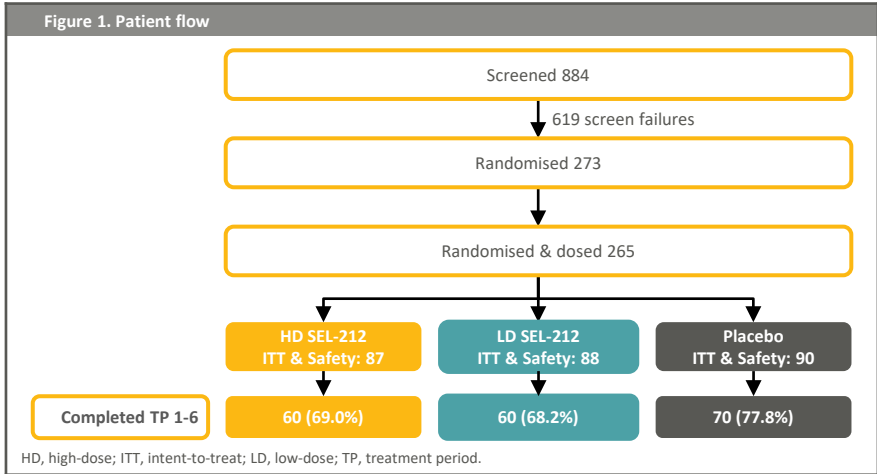 Figure 1. Patient flow
Screened 884
619 screen failures
Randomised 273
Randomised & dosed 265
HD SEL-212
ITT & Safety: 87
LD SEL-212
ITT & Safety: 88
Placebo
ITT & Safety: 90
Completed TP 1-6
60 (69.0%)
60 (68.2%)
70 (77.8%)
HD, high-dose; ITT, intent-to-treat; LD, low-dose; TP, treatment period.